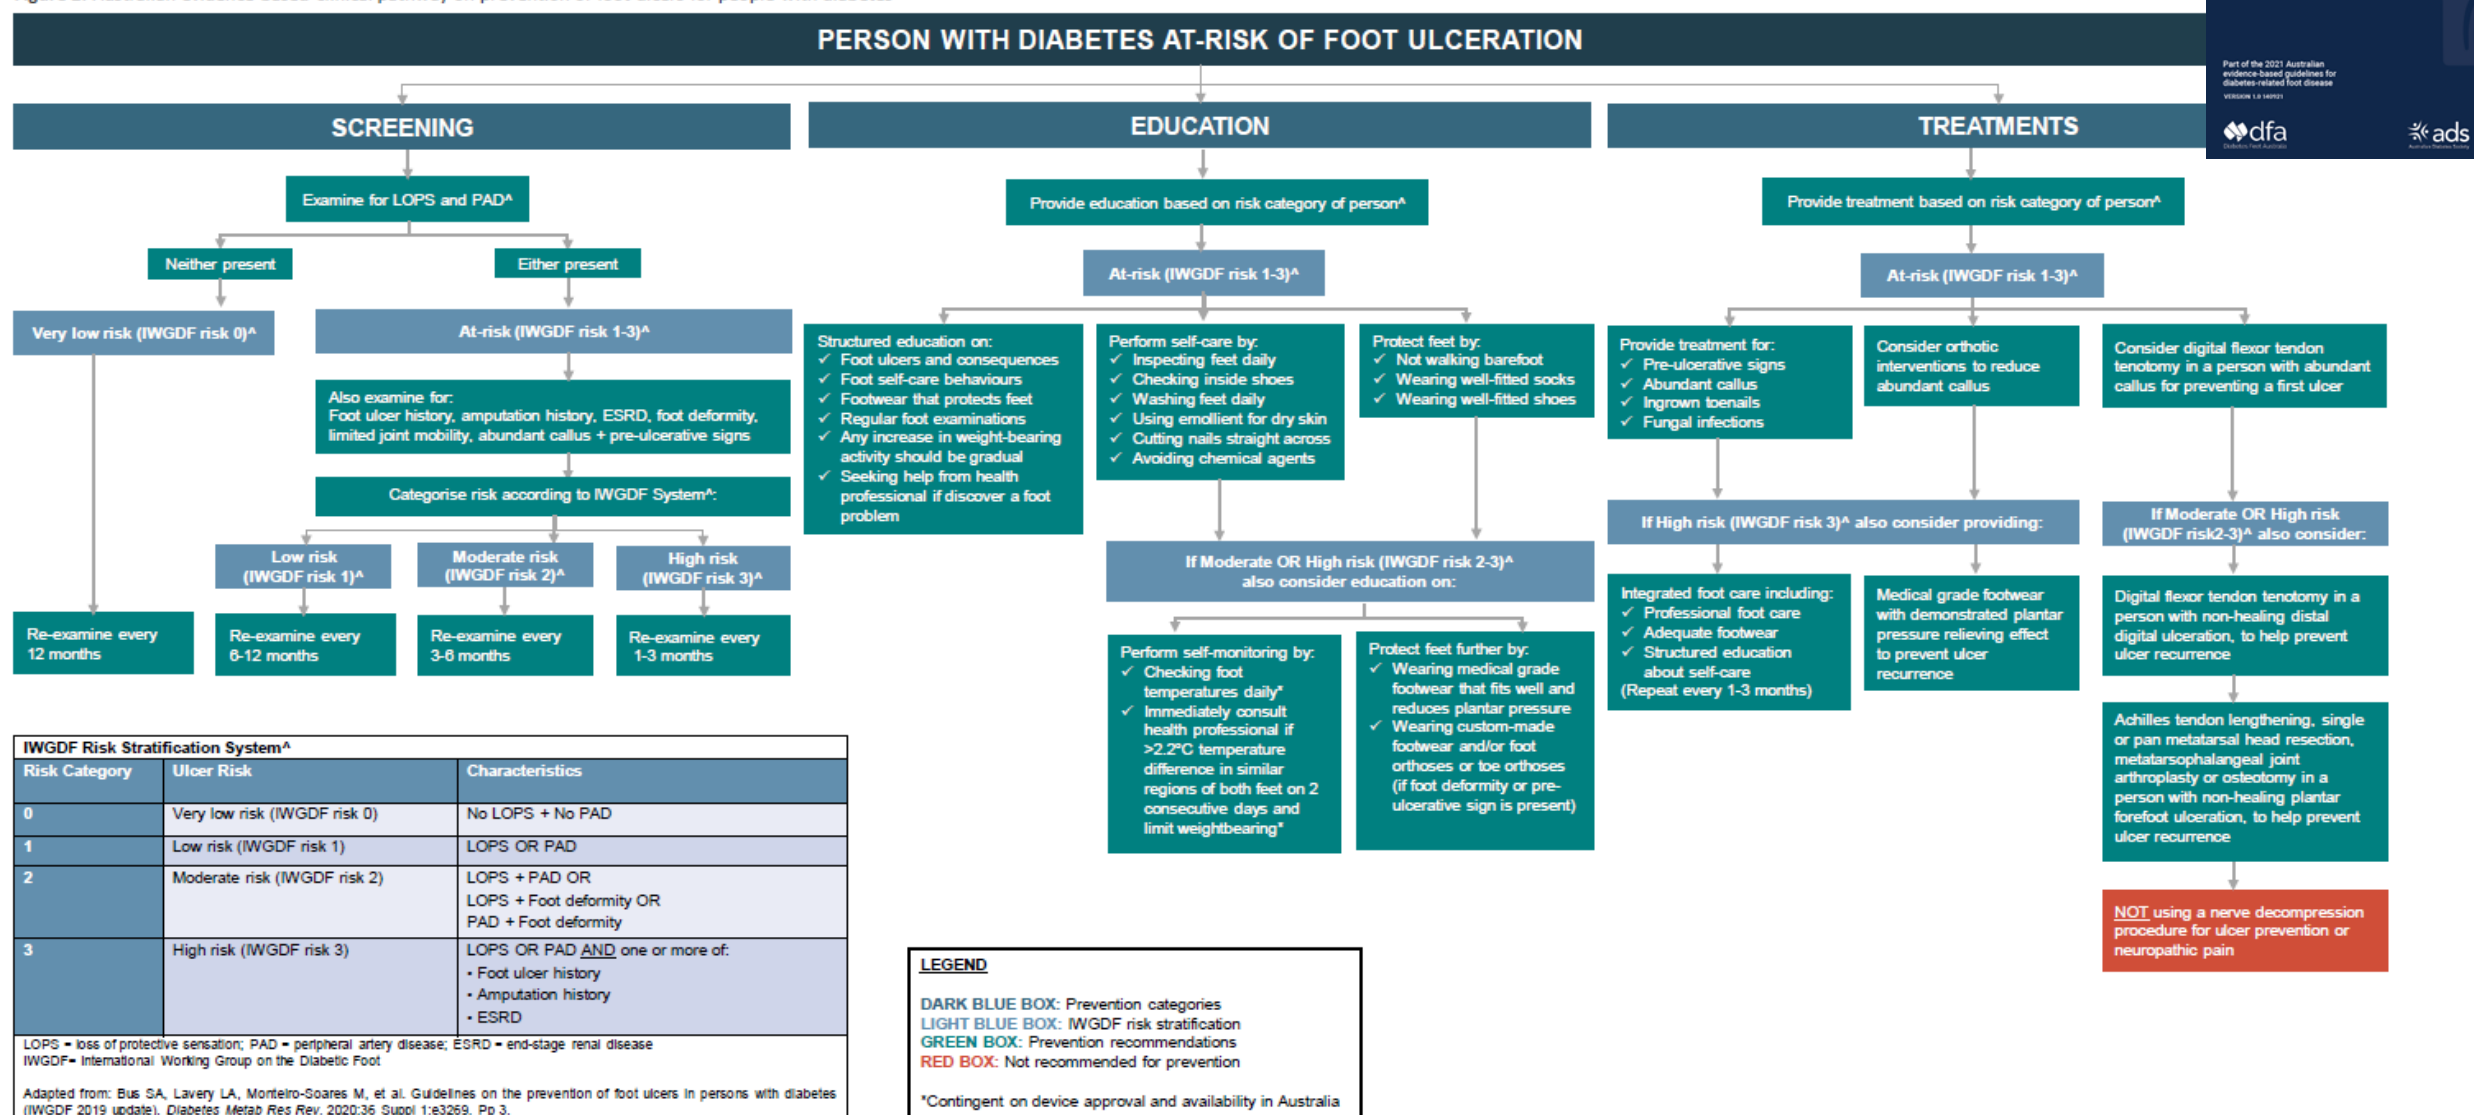 PERSON WITH DIABETES AT-RISK OF FOOT ULCERATION
Part of the 2021 Australian
evidence-based guidelines for
diabetes-related foot disease
VERSION 1.0 140921
dfa
Diabetes Feet Australia
ads
Australian Diabetes Society
SCREENING
Examine for LOPS and PAD^
Neither present
Either present
Very low risk (IWGDF risk 0)^
At-risk (IWGDF risk 1-3)^
Also examine for:
Foot ulcer history, amputation history, ESRD, foot deformity,
limited joint mobility, abundant callus + pre-ulcerative signs
Categorise risk according to IWGDF System^:
Low risk
(IWGDF risk 1)^
Moderate risk
(IWGDF risk 2)^
High risk
(IWGDF risk 3)^
Re-examine every
12 months
Re-examine every
6-12 months
Re-examine every
3-6 months
Re-examine every
1-3 months
EDUCATION
Provide education based on risk category of person^
At-risk (IWGDF risk 1-3)^
Structured education on:
✓ Foot ulcers and consequences
✓ Foot self-care behaviours
✓ Footwear that protects feet
✓ Regular foot examinations
✓ Any increase in weight-bearing
activity should be gradual
✓ Seeking help from health
professional if discover a foot
problem
Perform self-care by:
✓ Inspecting feet daily
✓ Checking inside shoes
✓ Washing feet daily
✓ Using emollient for dry skin
✓ Cutting nails straight across
✓ Avoiding chemical agents
Protect feet by:
✓ Not walking barefoot
✓ Wearing well-fitted socks
✓ Wearing well-fitted shoes
If Moderate OR High risk (IWGDF risk 2-3)^
also consider education on:
Perform self-monitoring by:
✓ Checking foot
temperatures daily*
✓ Immediately consult
health professional if
>2.2ºC temperature
difference in similar
regions of both feet on 2
consecutive days and
limit weightbearing*
Protect feet further by:
✓ Wearing medical grade
footwear that fits well and
reduces plantar pressure
✓ Wearing custom-made
footwear and/or foot
orthoses or toe orthoses
(if foot deformity or pre-
ulcerative sign is present)
TREATMENTS
Provide treatment based on risk category of person^
At-risk (IWGDF risk 1-3)^
Provide treatment for:
✓ Pre-ulcerative signs
✓ Abundant callus
✓ Ingrown toenails
✓ Fungal infections
Consider orthotic
interventions to reduce
abundant callus
Consider digital flexor tendon
tenotomy in a person with abundant
callus for preventing a first ulcer
If High risk (IWGDF risk 3)^ also consider providing:
If Moderate OR High risk
(IWGDF risk2-3)^ also consider:
Integrated foot care including:
✓ Professional foot care
✓ Adequate footwear
✓ Structured education
about self-care
(Repeat every 1-3 months)
Medical grade footwear
with demonstrated plantar
pressure relieving effect
to prevent ulcer
recurrence
Digital flexor tendon tenotomy in a
person with non-healing distal
digital ulceration, to help prevent
ulcer recurrence
Achilles tendon lengthening, single
or pan metatarsal head resection,
metatarsophalangeal joint
arthroplasty or osteotomy in a
person with non-healing plantar
forefoot ulceration, to help prevent
ulcer recurrence
NOT using a nerve decompression
procedure for ulcer prevention or
neuropathic pain
IWGDF Risk Stratification System^
Risk Category Ulcer Risk Characteristics
0 Very low risk (IWGDF risk 0) No LOPS + No PAD
1 Low risk (IWGDF risk 1) LOPS OR PAD
2 Moderate risk (IWGDF risk 2) LOPS + PAD OR
LOPS + Foot deformity OR
PAD + Foot deformity
3 High risk (IWGDF risk 3) LOPS OR PAD AND one or more of:
• Foot ulcer history
• Amputation history
• ESRD
LOPS = loss of protective sensation; PAD = peripheral artery disease; ESRD = end-stage renal disease
IWGDF= International Working Group on the Diabetic Foot
Adapted from: Bus SA, Lavery LA, Monteiro-Soares M, et al. Guidelines on the prevention of foot ulcers in persons with diabetes
(IWGDF 2019 update). Diabetes Metab Res Rev. 2020;36 Suppl 1:e3269. Pp 3.
LEGEND
DARK BLUE BOX: Prevention categories
LIGHT BLUE BOX: IWGDF risk stratification
GREEN BOX: Prevention recommendations
RED BOX: Not recommended for prevention
*Contingent on device approval and availability in Australia